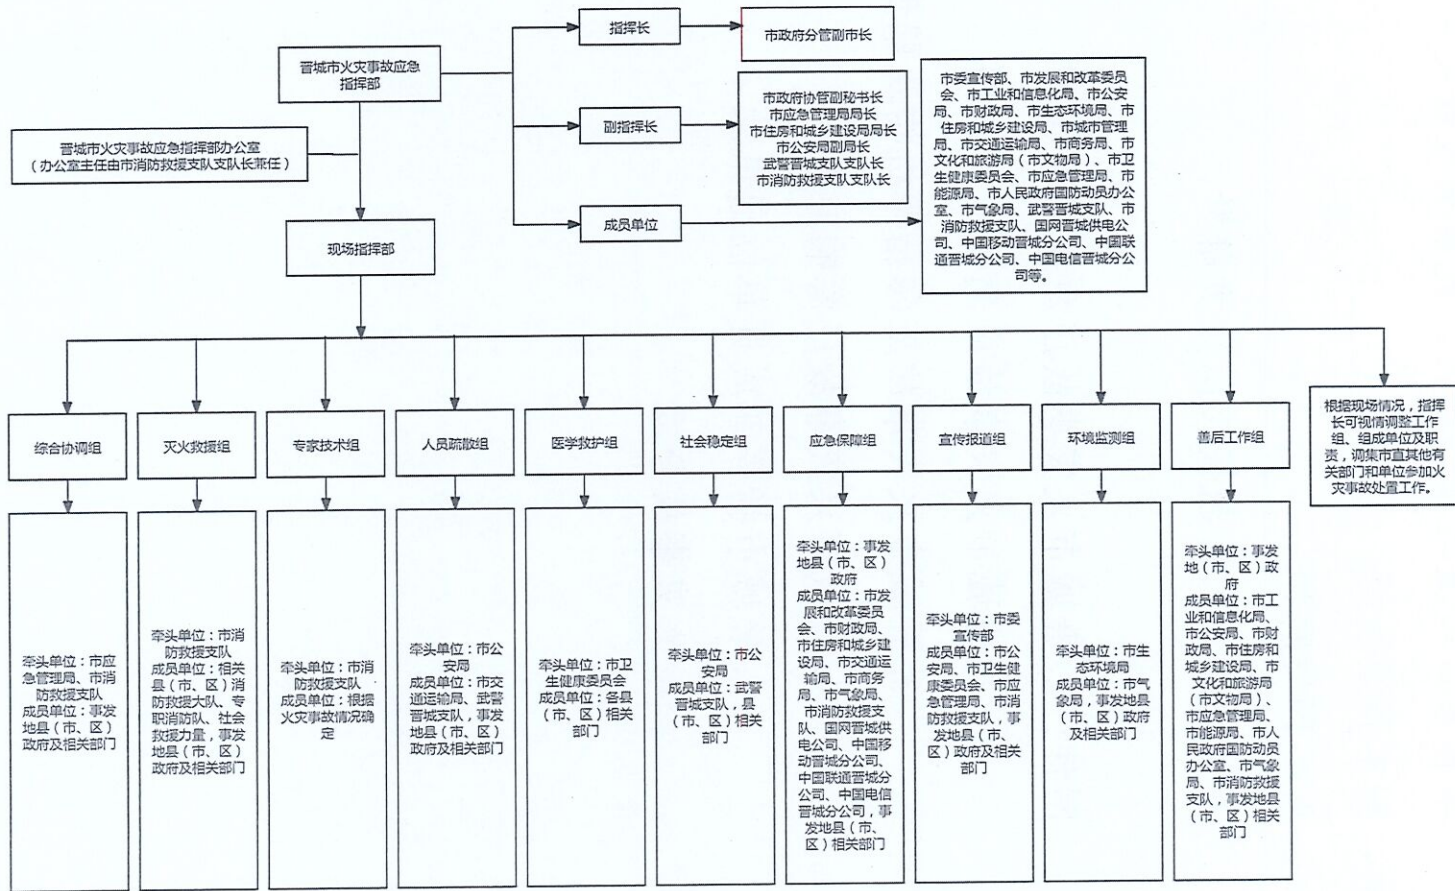 晋城市火灾事故应急
指挥部
指挥长
市政府分管副市长
副指挥长
市政府协管副秘书长
市应急管理局局长
市住房和城乡建设局局长
市公安局副局长
武警晋城支队支队长
市消防救援支队支队长
成员单位
市委宣传部、市发展和改革委员
会、市工业和信息化局、市公安
局、市财政局、市生态环境局、市
住房和城乡建设局、市城市管理
局、市交通运输局、市商务局、市
文化和旅游局（市文物局）、市卫
生健康委员会、市应急管理局、市
能源局、市人民政府国防动员办公
室、市气象局、武警晋城支队、市
消防救援支队、国网晋城供电公
司、中国移动晋城分公司、中国联
通晋城分公司、中国电信晋城分公
司等。
晋城市火灾事故应急指挥部办公室
（办公室主任由市消防救援支队支队长兼任）
现场指挥部
综合协调组
灭火救援组
专家技术组
人员疏散组
医学救护组
社会稳定组
应急保障组
宣传报道组
环境监测组
善后工作组
根据现场情况，指挥
长可视情调整工作
组、组成单位及职
责，调集市直其他有
关部门和单位参加火
灾事故处置工作。
牵头单位：市应
急管理局、市消
防救援支队
成员单位：事发
地县（市、区）
政府及相关部门
牵头单位：市消
防救援支队
成员单位：相关
县（市、区）消
防救援大队、专
职消防队、社会
救援力量，事发
地县（市、区）
政府及相关部门
牵头单位：市消
防救援支队
成员单位：根据
火灾事故情况确
定
牵头单位：市公
安局
成员单位：市交
通运输局、武警
晋城支队，事发
地县（市、区）
政府及相关部门
牵头单位：市卫
生健康委员会
成员单位：各县
（市、区）相关
部门
牵头单位：市公
安局
成员单位：武警
晋城支队，县
（市、区）相关
部门
牵头单位：事发
地县（市、区）
政府
成员单位：市发
展和改革委员
会、市财政局、
市住房和城乡建
设局、市交通运
输局、市商务
局、市气象局、
市消防救援支
队、国网晋城供
电公司、中国移
动晋城分公司、
中国联通晋城分
公司、中国电信
晋城分公司，事
发地县（市、
区）相关部门
牵头单位：市委
宣传部
成员单位：市公
安局、市卫生健
康委员会、市应
急管理局、市消
防救援支队，事
发地县（市、
区）政府及相关
部门
牵头单位：市生
态环境局
成员单位：市气
象局，事发地县
（市、区）政府
及相关部门
牵头单位：事发
地（市、区）政
府
成员单位：市工
业和信息化局、
市公安局、市财
政局、市住房和
城乡建设局、市
文化和旅游局
（市文物局）、
市应急管理局、
市能源局、市人
民政府国防动员
办公室、市气象
局、市消防救援
支队，事发地县
（市、区）相关
部门